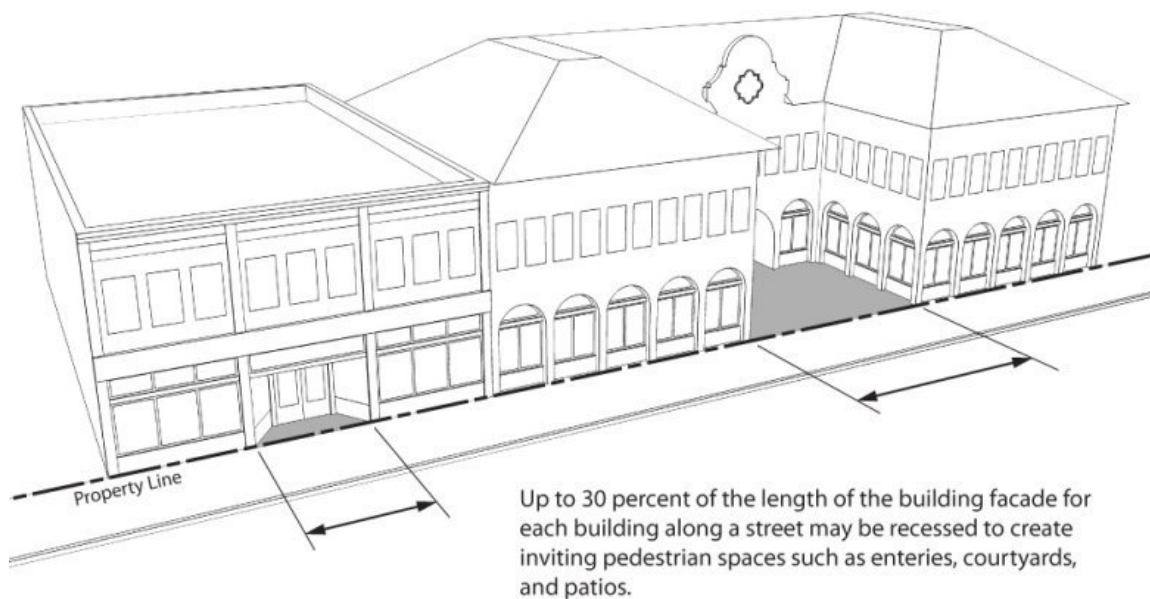 Property Line
Up to 30 percent of the length of the building facade for
each building along a street may be recessed to create
inviting pedestrian spaces such as enteries, courtyards,
and patios.